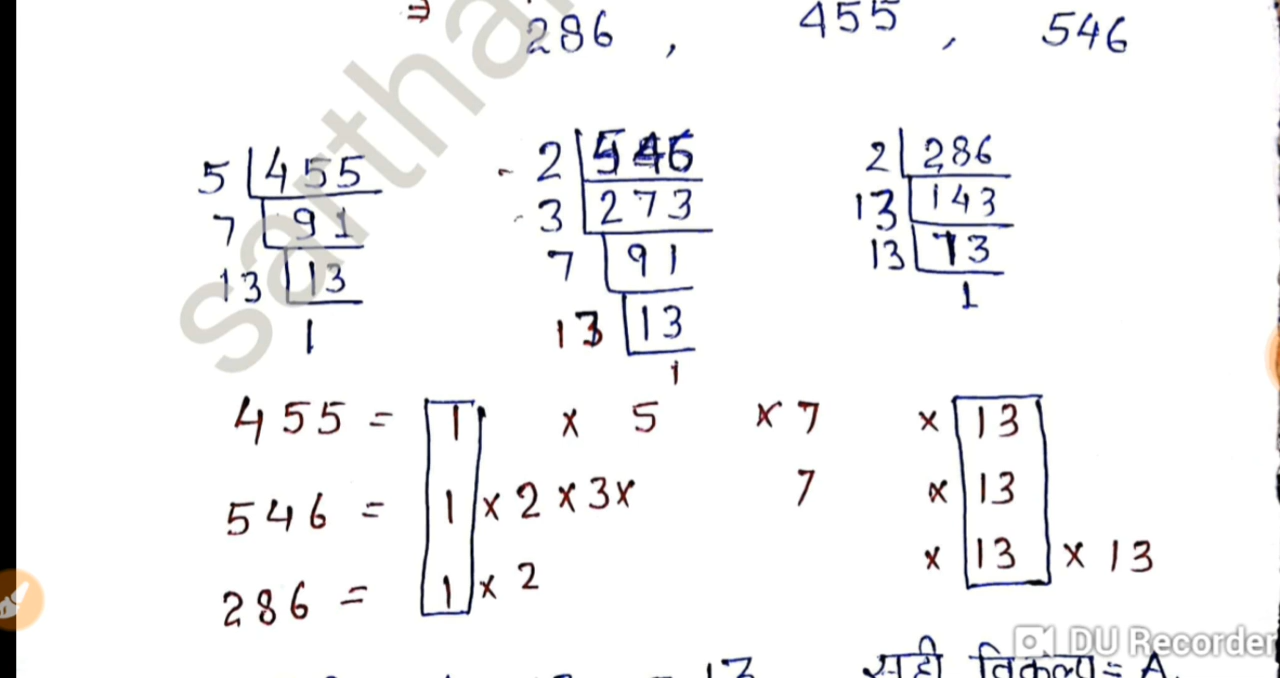 ⇒ 286 , 455 , 546
5 | 455 - 2 | 546 2 | 286
7 | 91 - 3 | 273 13 | 143
13 | 13 7 | 91 13 | 13
1 13 | 13 1
1
455 = 1 × 5 × 7 × 13
546 = 1 × 2 × 3 × 7 × 13
286 = 1 × 2 × 13 × 13
= 13 सही विकल्प = A.
sartha
DU Recorder